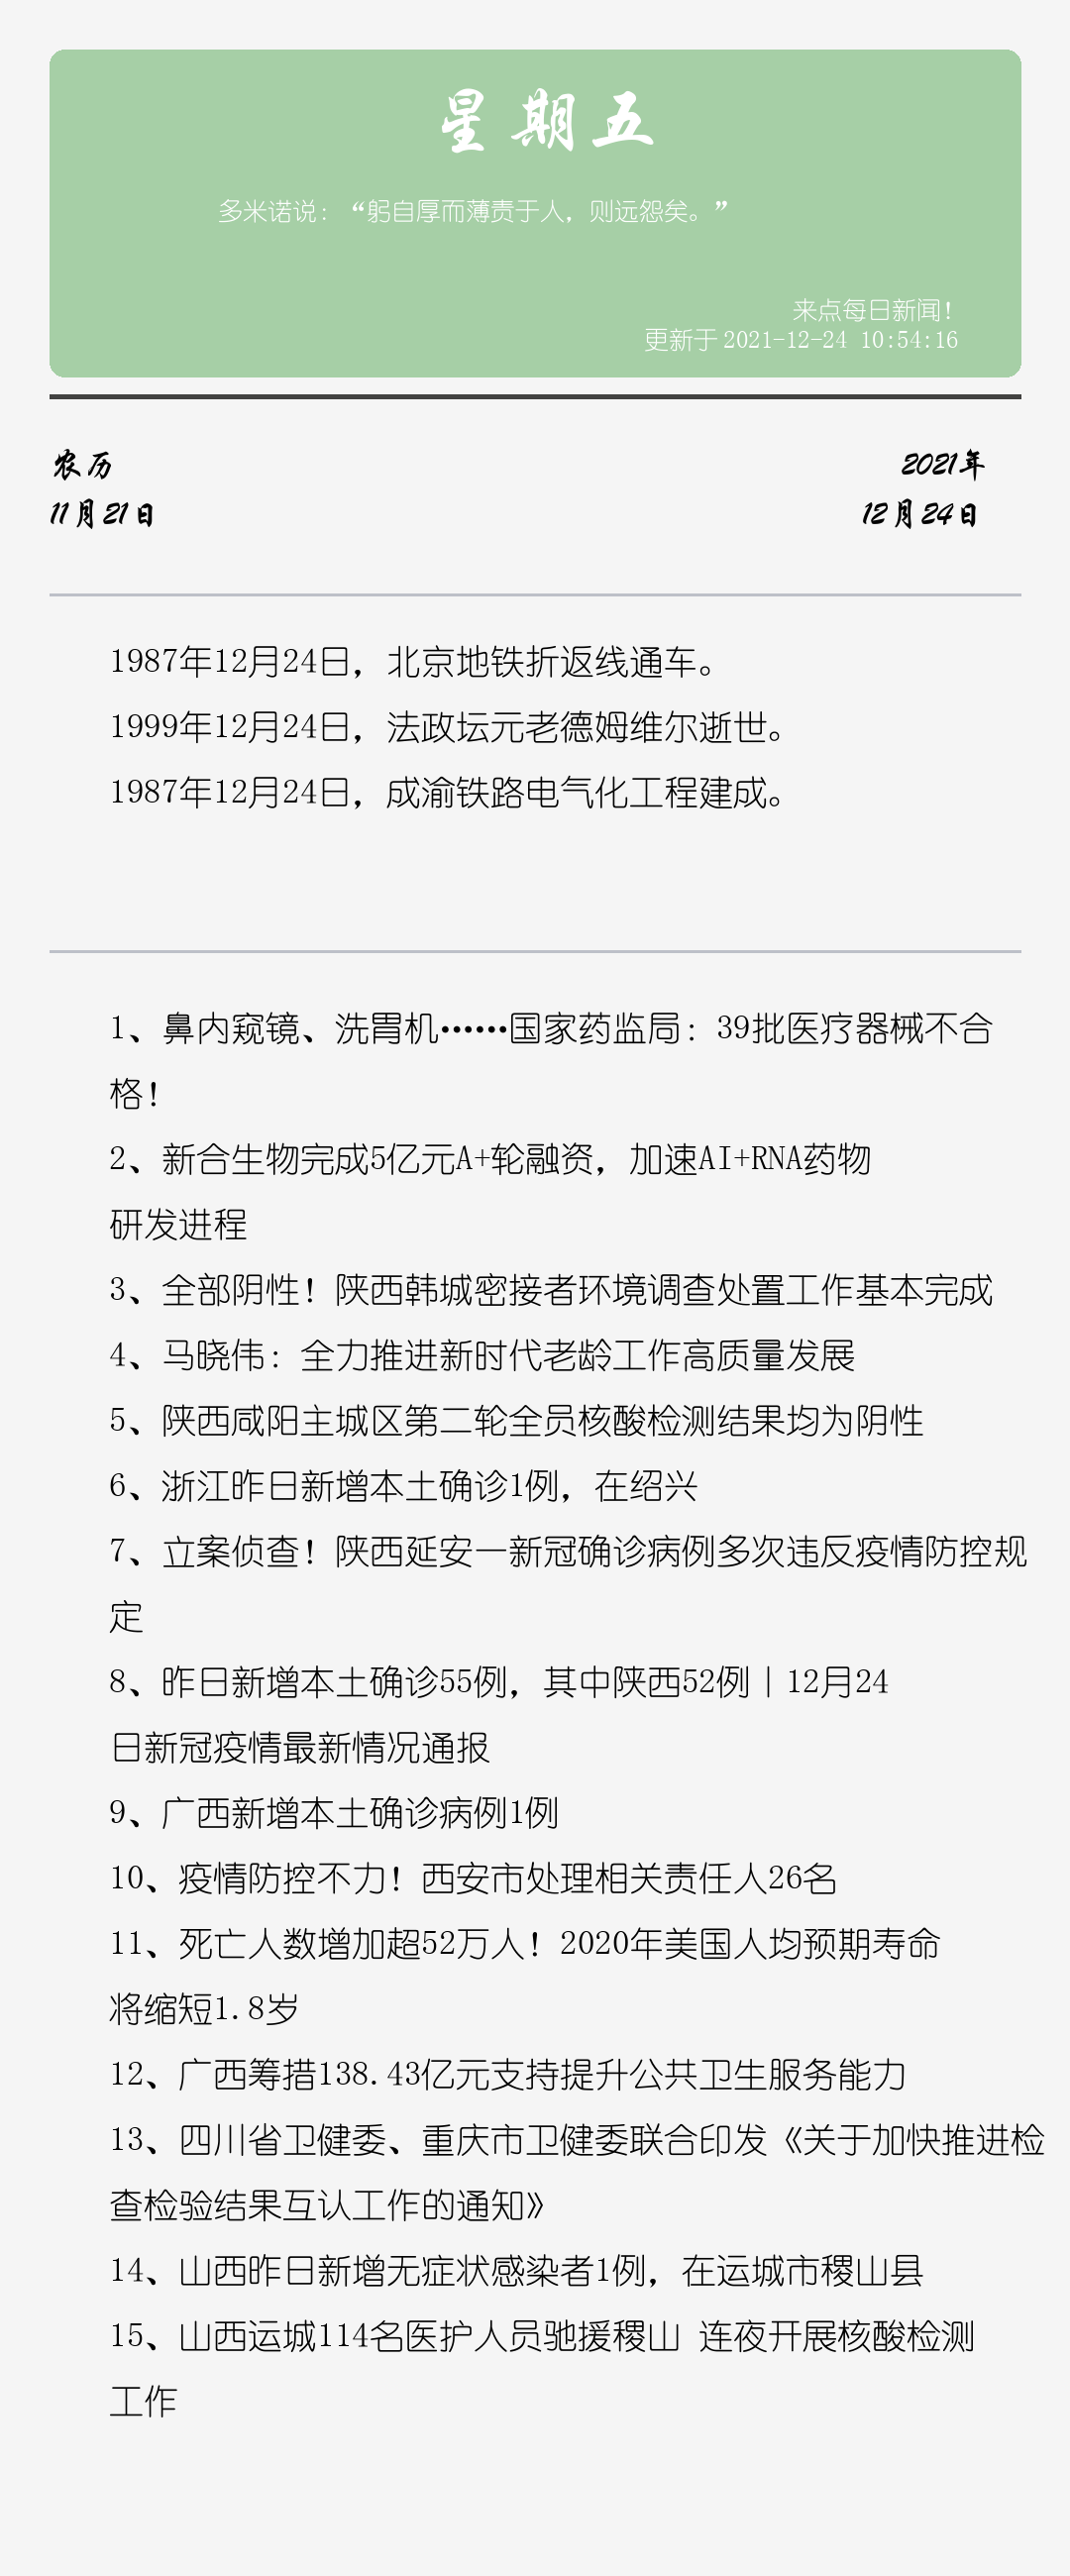 星期五
多米诺说：“躬自厚而薄责于人，则远怨矣。”
来点每日新闻！
更新于2021-12-24 10:54:16
农历
2021年
11月21日
12月24日
1987年12月24日，北京地铁折返线通车。
1999年12月24日，法政坛元老德姆维尔逝世。
1987年12月24日，成渝铁路电气化工程建成。
1、鼻内窥镜、洗胃机……国家药监局：39批医疗器械不合
格！
2、新合生物完成5亿元A+轮融资，加速AI+RNA药物
研发进程
3、全部阴性！陕西韩城密接者环境调查处置工作基本完成
4、马晓伟：全力推进新时代老龄工作高质量发展
5、陕西咸阳主城区第二轮全员核酸检测结果均为阴性
6、浙江昨日新增本土确诊1例，在绍兴
7、立案侦查！陕西延安一新冠确诊病例多次违反疫情防控规
定
8、昨日新增本土确诊55例，其中陕西52例｜12月24
日新冠疫情最新情况通报
9、广西新增本土确诊病例1例
10、疫情防控不力！西安市处理相关责任人26名
11、死亡人数增加超52万人！2020年美国人均预期寿命
将缩短1.8岁
12、广西筹措138.43亿元支持提升公共卫生服务能力
13、四川省卫健委、重庆市卫健委联合印发《关于加快推进检
查检验结果互认工作的通知》
14、山西昨日新增无症状感染者1例，在运城市稷山县
15、山西运城114名医护人员驰援稷山 连夜开展核酸检测
工作